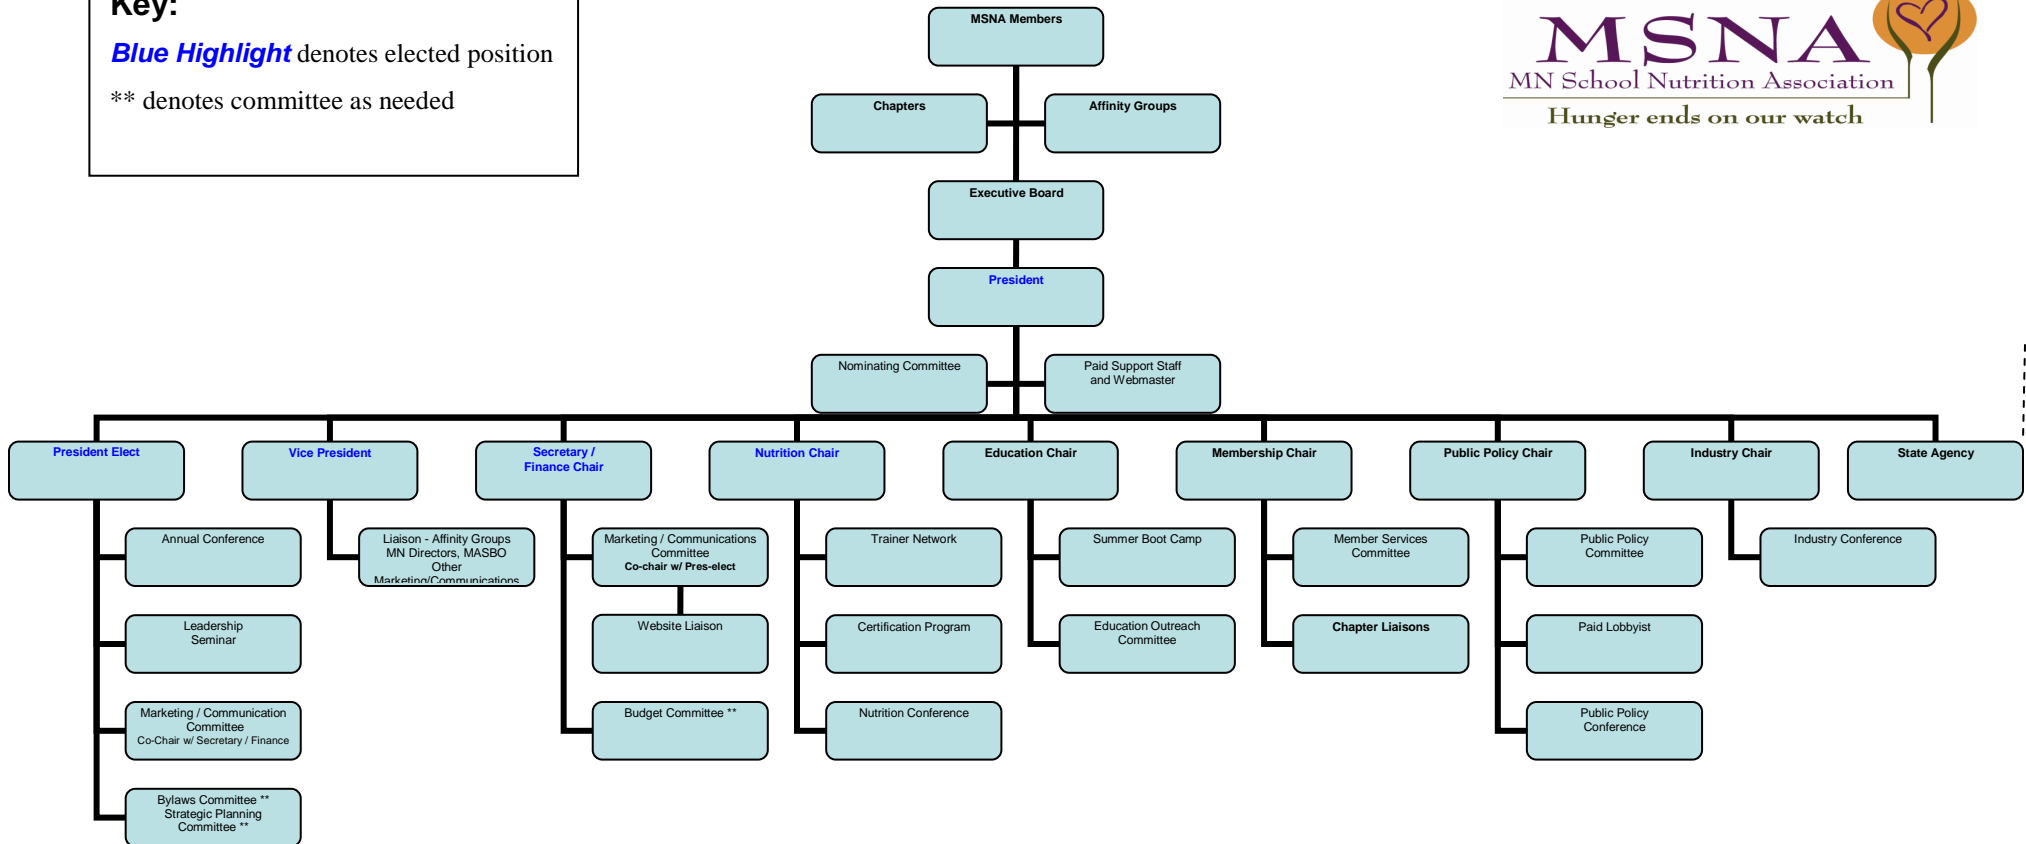 Key:
Blue Highlight denotes elected position
** denotes committee as needed
MSNA
MN School Nutrition Association
Hunger ends on our watch
MSNA Members
Chapters
Affinity Groups
Executive Board
President
Nominating Committee
Paid Support Staff
and Webmaster
President Elect
Vice President
Secretary /
Finance Chair
Nutrition Chair
Education Chair
Membership Chair
Public Policy Chair
Industry Chair
State Agency
Annual Conference
Leadership
Seminar
Marketing / Communication
Committee
Co-Chair w/ Secretary / Finance
Bylaws Committee **
Strategic Planning
Committee **
Liaison - Affinity Groups
MN Directors, MASBO
Other
Marketing/Communications
Marketing / Communications
Committee
Co-chair w/ Pres-elect
Website Liaison
Budget Committee **
Trainer Network
Certification Program
Nutrition Conference
Summer Boot Camp
Education Outreach
Committee
Member Services
Committee
Chapter Liaisons
Public Policy
Committee
Paid Lobbyist
Public Policy
Conference
Industry Conference